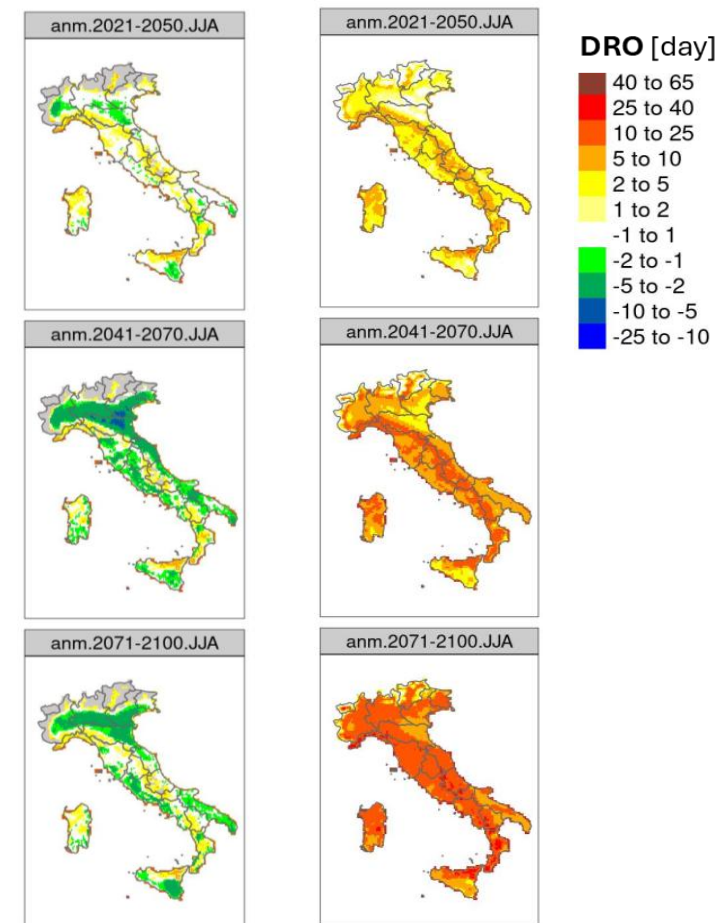 anm.2021-2050.JJA
anm.2021-2050.JJA
DRO [day]
40 to 65
25 to 40
10 to 25
5 to 10
2 to 5
1 to 2
-1 to 1
-2 to -1
-5 to -2
-10 to -5
-25 to -10
anm.2041-2070.JJA
anm.2041-2070.JJA
anm.2071-2100.JJA
anm.2071-2100.JJA